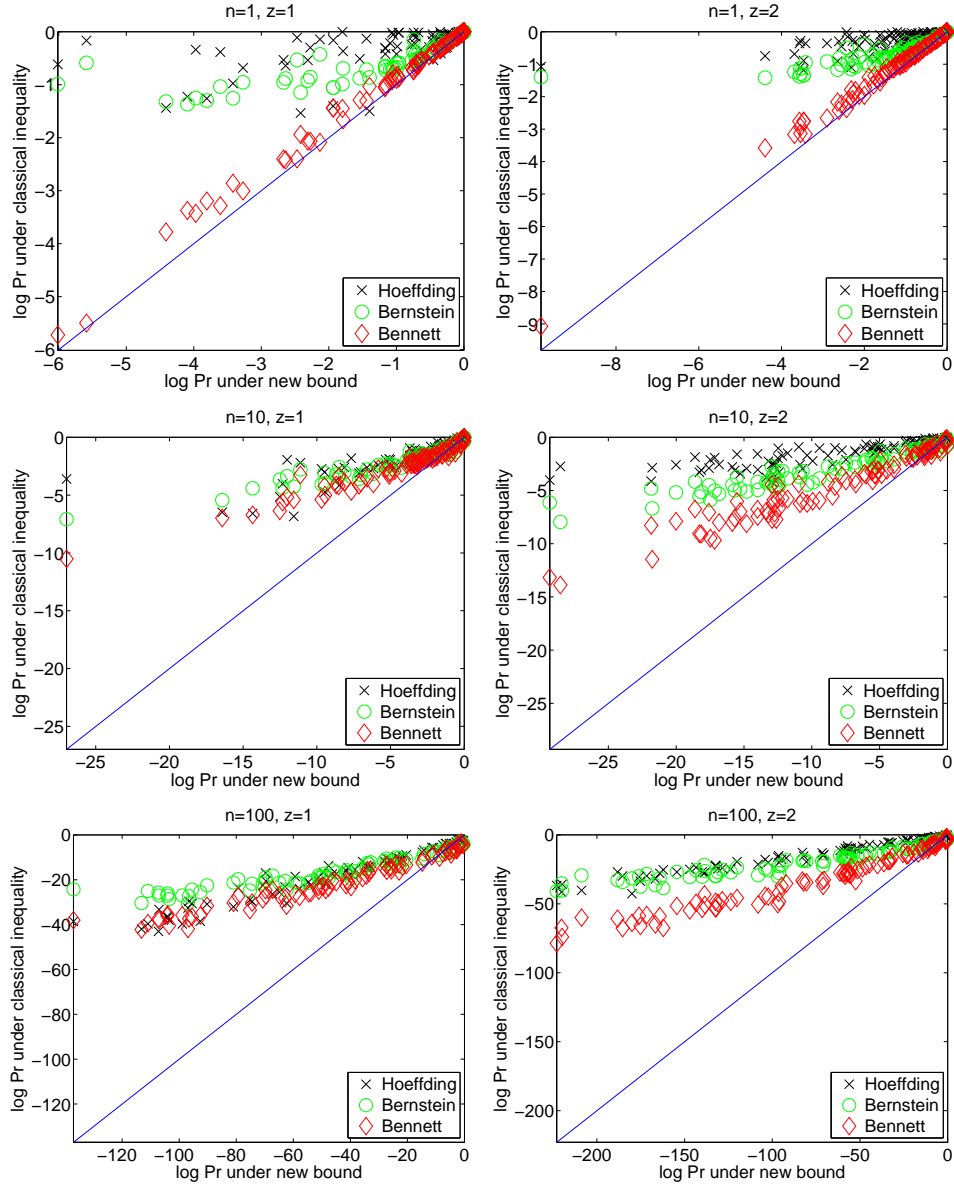 n=1, z=1
0
−1
−2
−3
−4
−5
−6
−6
−5
−4
−3
−2
−1
0
log Pr under new bound
log Pr under classical inequality
Hoeffding
Bernstein
Bennett
n=1, z=2
0
−1
−2
−3
−4
−5
−6
−7
−8
−9
−8
−6
−4
−2
0
log Pr under new bound
log Pr under classical inequality
Hoeffding
Bernstein
Bennett
n=10, z=1
0
−5
−10
−15
−20
−25
−25
−20
−15
−10
−5
0
log Pr under new bound
log Pr under classical inequality
Hoeffding
Bernstein
Bennett
n=10, z=2
0
−5
−10
−15
−20
−25
−25
−20
−15
−10
−5
0
log Pr under new bound
log Pr under classical inequality
Hoeffding
Bernstein
Bennett
n=100, z=1
0
−20
−40
−60
−80
−100
−120
−120
−100
−80
−60
−40
−20
0
log Pr under new bound
log Pr under classical inequality
Hoeffding
Bernstein
Bennett
n=100, z=2
0
−50
−100
−150
−200
−200
−150
−100
−50
0
log Pr under new bound
log Pr under classical inequality
Hoeffding
Bernstein
Bennett